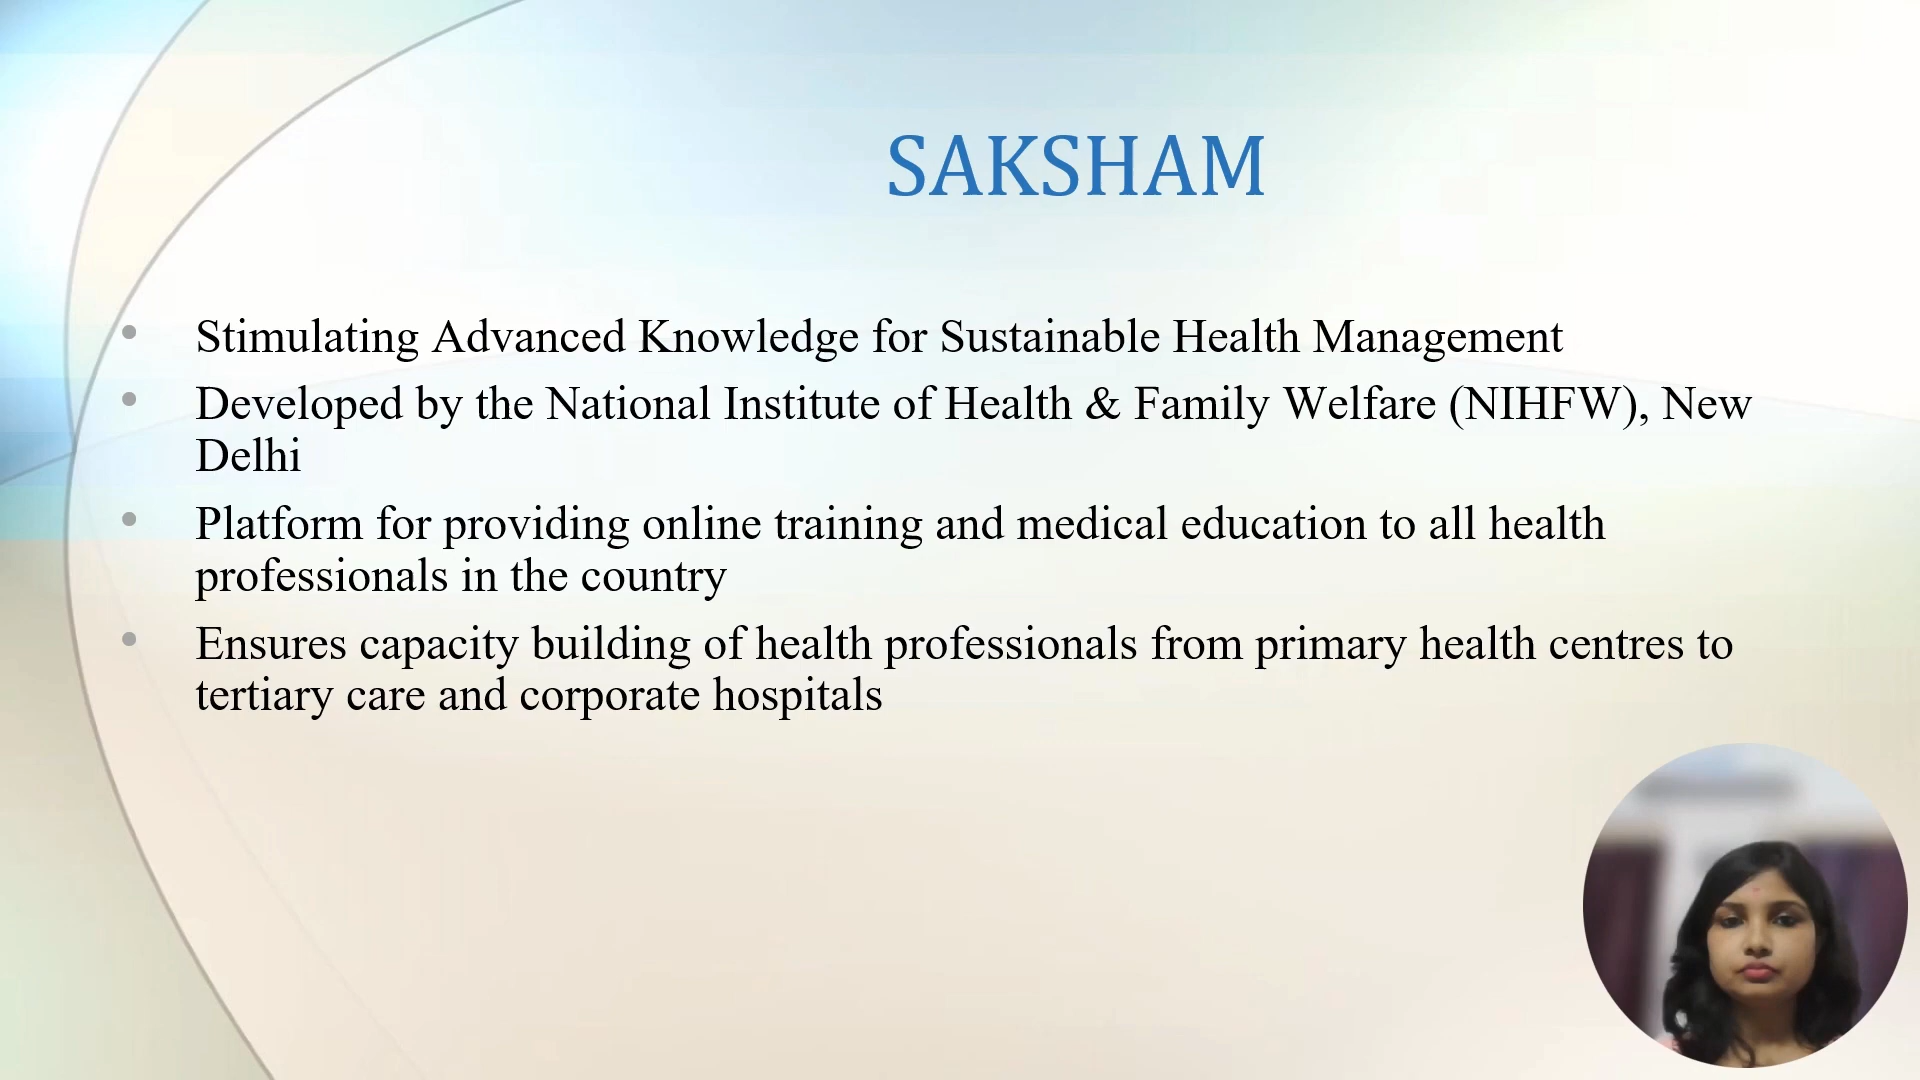 SAKSHAM
• Stimulating Advanced Knowledge for Sustainable Health Management
• Developed by the National Institute of Health & Family Welfare (NIHFW), New
Delhi
• Platform for providing online training and medical education to all health
professionals in the country
• Ensures capacity building of health professionals from primary health centres to
tertiary care and corporate hospitals